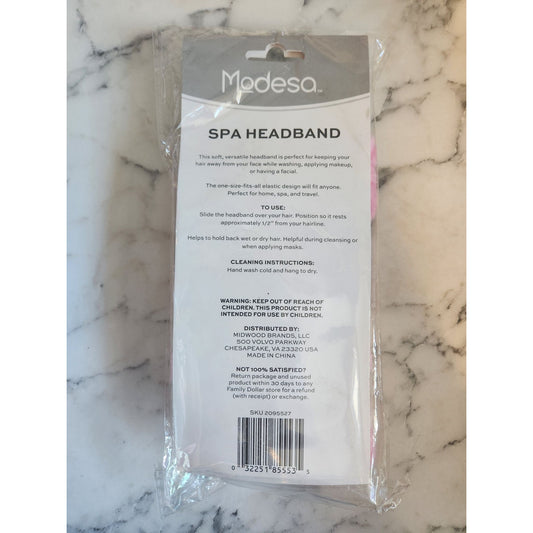 Modesa™
SPA HEADBAND
This soft, versatile headband is perfect for keeping your
hair away from your face while washing, applying makeup,
or having a facial.
The one-size-fits-all elastic design will fit anyone.
Perfect for home, spa, and travel.
TO USE:
Slide the headband over your hair. Position so it rests
approximately 1/2" from your hairline.
Helps to hold back wet or dry hair. Helpful during cleansing or
when applying masks.
CLEANING INSTRUCTIONS:
Hand wash cold and hang to dry.
WARNING: KEEP OUT OF REACH OF
CHILDREN. THIS PRODUCT IS NOT
INTENDED FOR USE BY CHILDREN.
DISTRIBUTED BY:
MIDWOOD BRANDS, LLC
500 VOLVO PARKWAY
CHESAPEAKE, VA 23320 USA
MADE IN CHINA
NOT 100% SATISFIED?
Return package and unused
product within 30 days to any
Family Dollar store for a refund
(with receipt) or exchange.
SKU 2095527
0 32251 85553 5